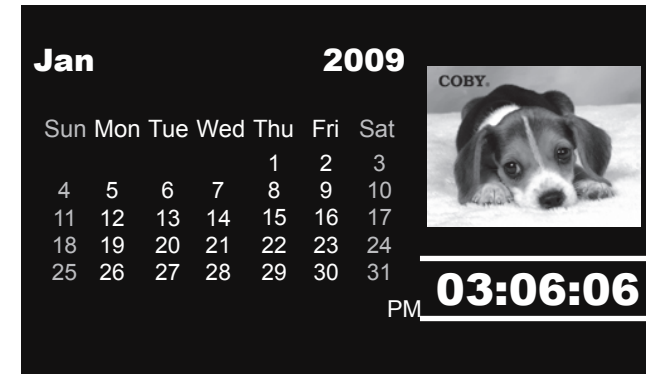 Jan 2009
COBY.
Sun Mon Tue Wed Thu Fri Sat
1 2 3
4 5 6 7 8 9 10
11 12 13 14 15 16 17
18 19 20 21 22 23 24
25 26 27 28 29 30 31
PM 03:06:06